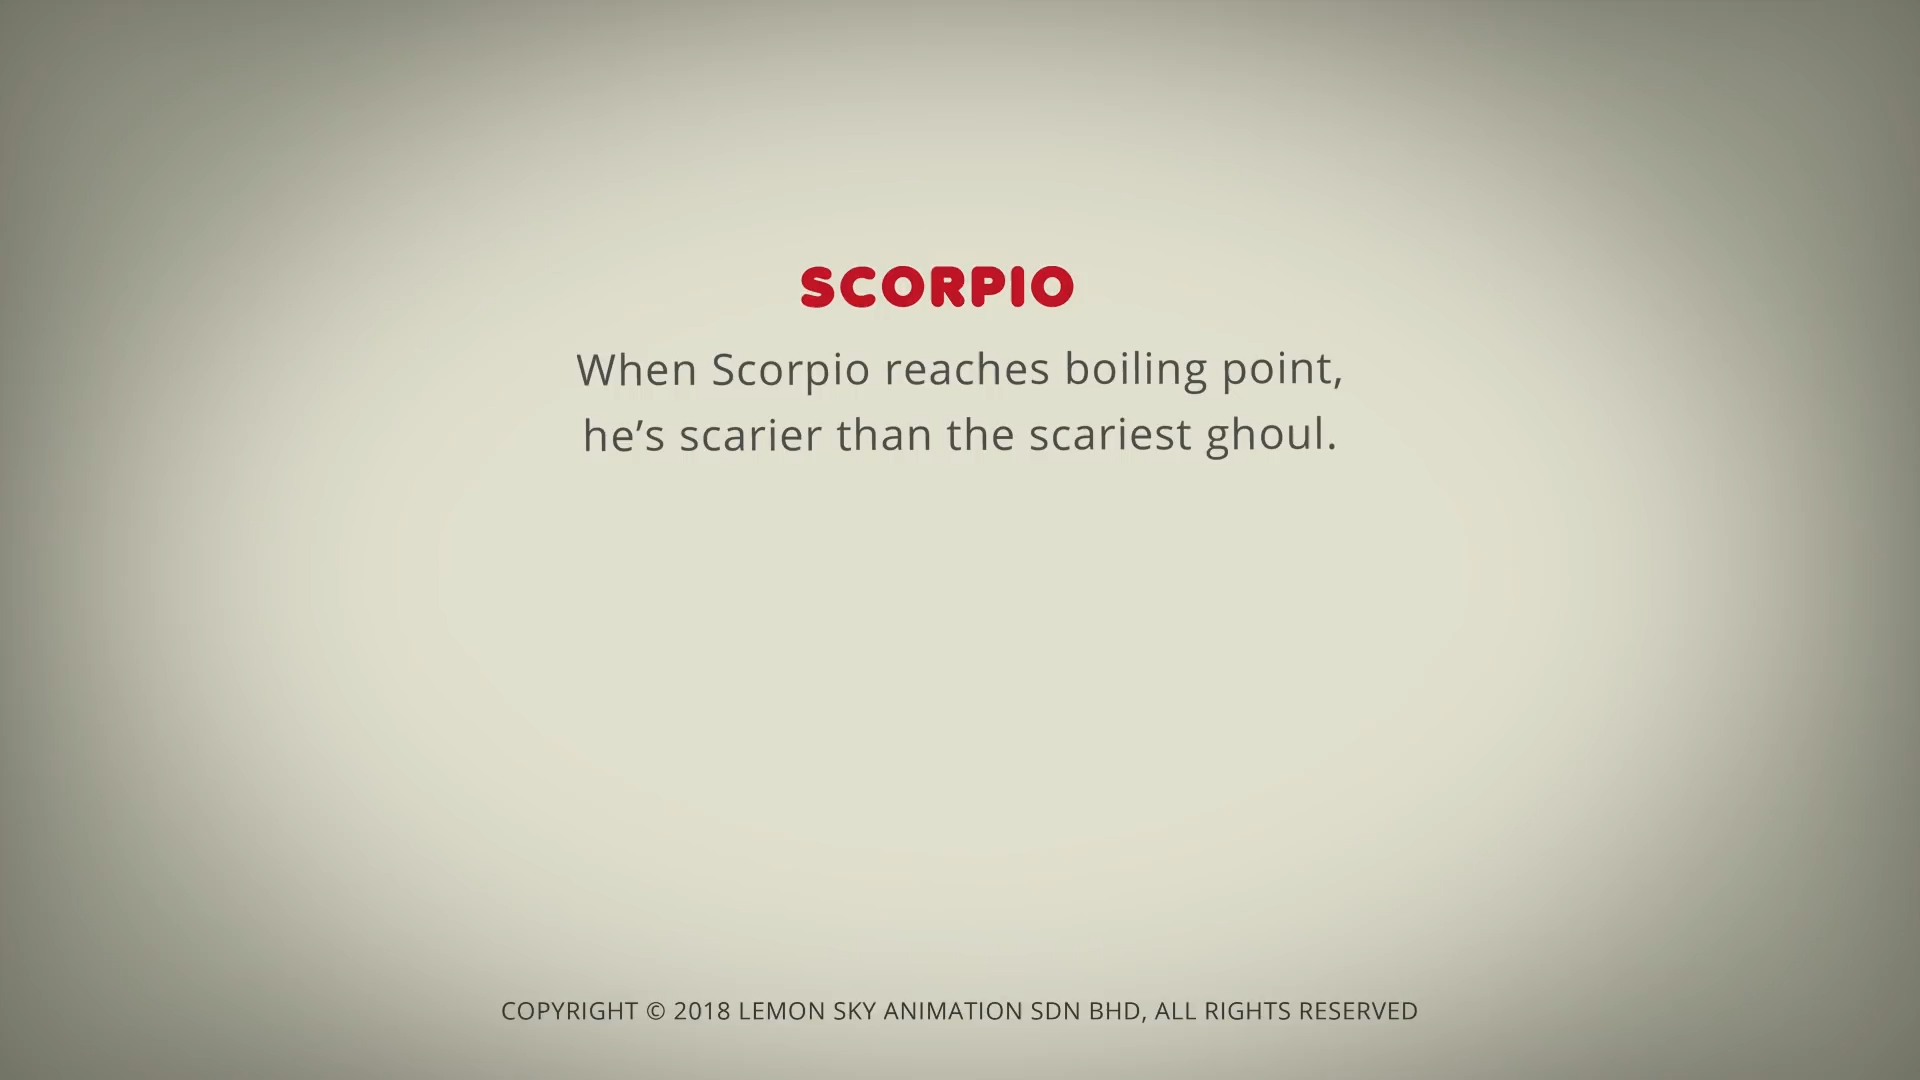 SCORPIO
When Scorpio reaches boiling point,
he’s scarier than the scariest ghoul.
COPYRIGHT © 2018 LEMON SKY ANIMATION SDN BHD, ALL RIGHTS RESERVED